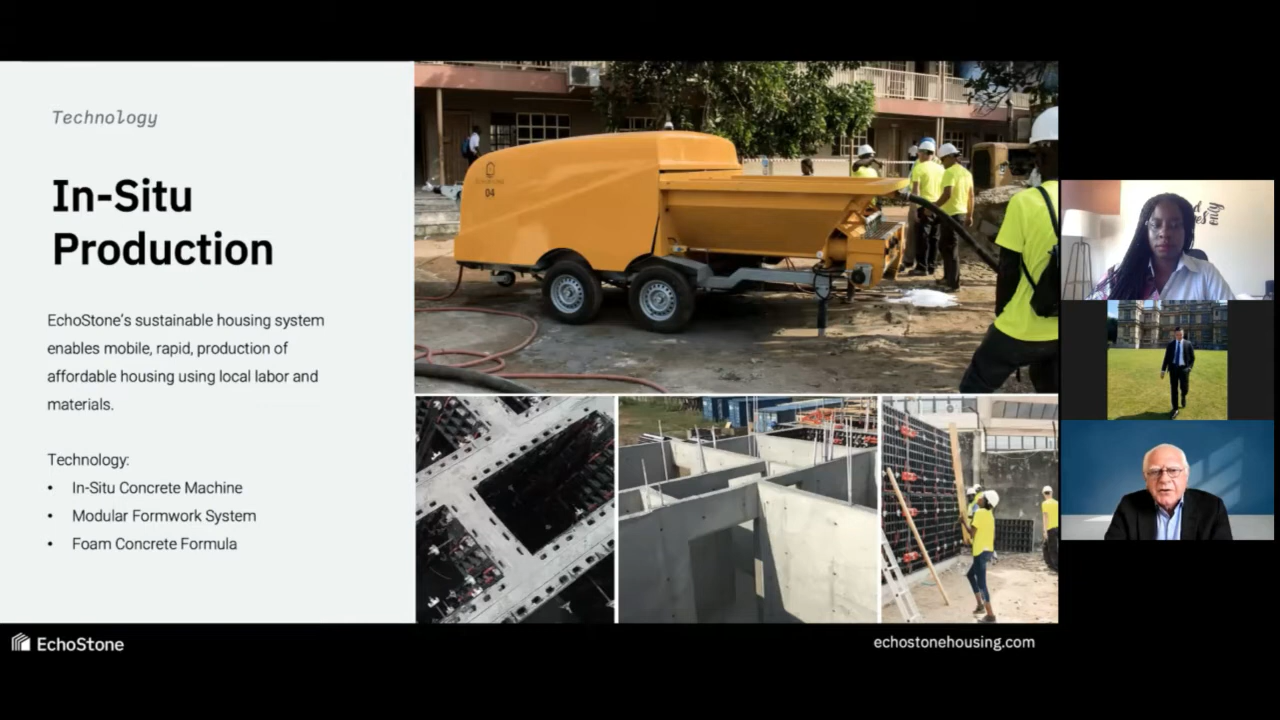 Technology
In-Situ
Production
EchoStone's sustainable housing system
enables mobile, rapid, production of
affordable housing using local labor and
materials.
Technology:
• In-Situ Concrete Machine
• Modular Formwork System
• Foam Concrete Formula
04
EchoStone
echostonehousing.com